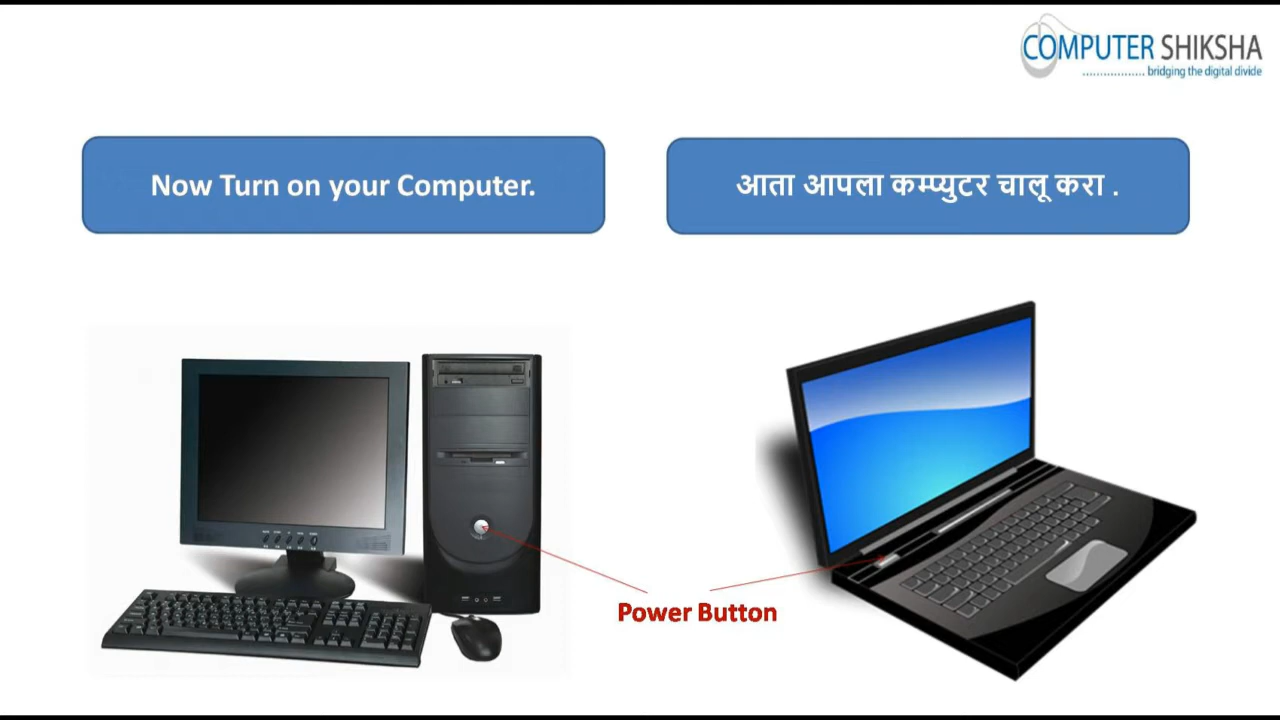 COMPUTER SHIKSHA
bridging the digital divide
Now Turn on your Computer.
आता आपला कम्प्युटर चालू करा .
Power Button